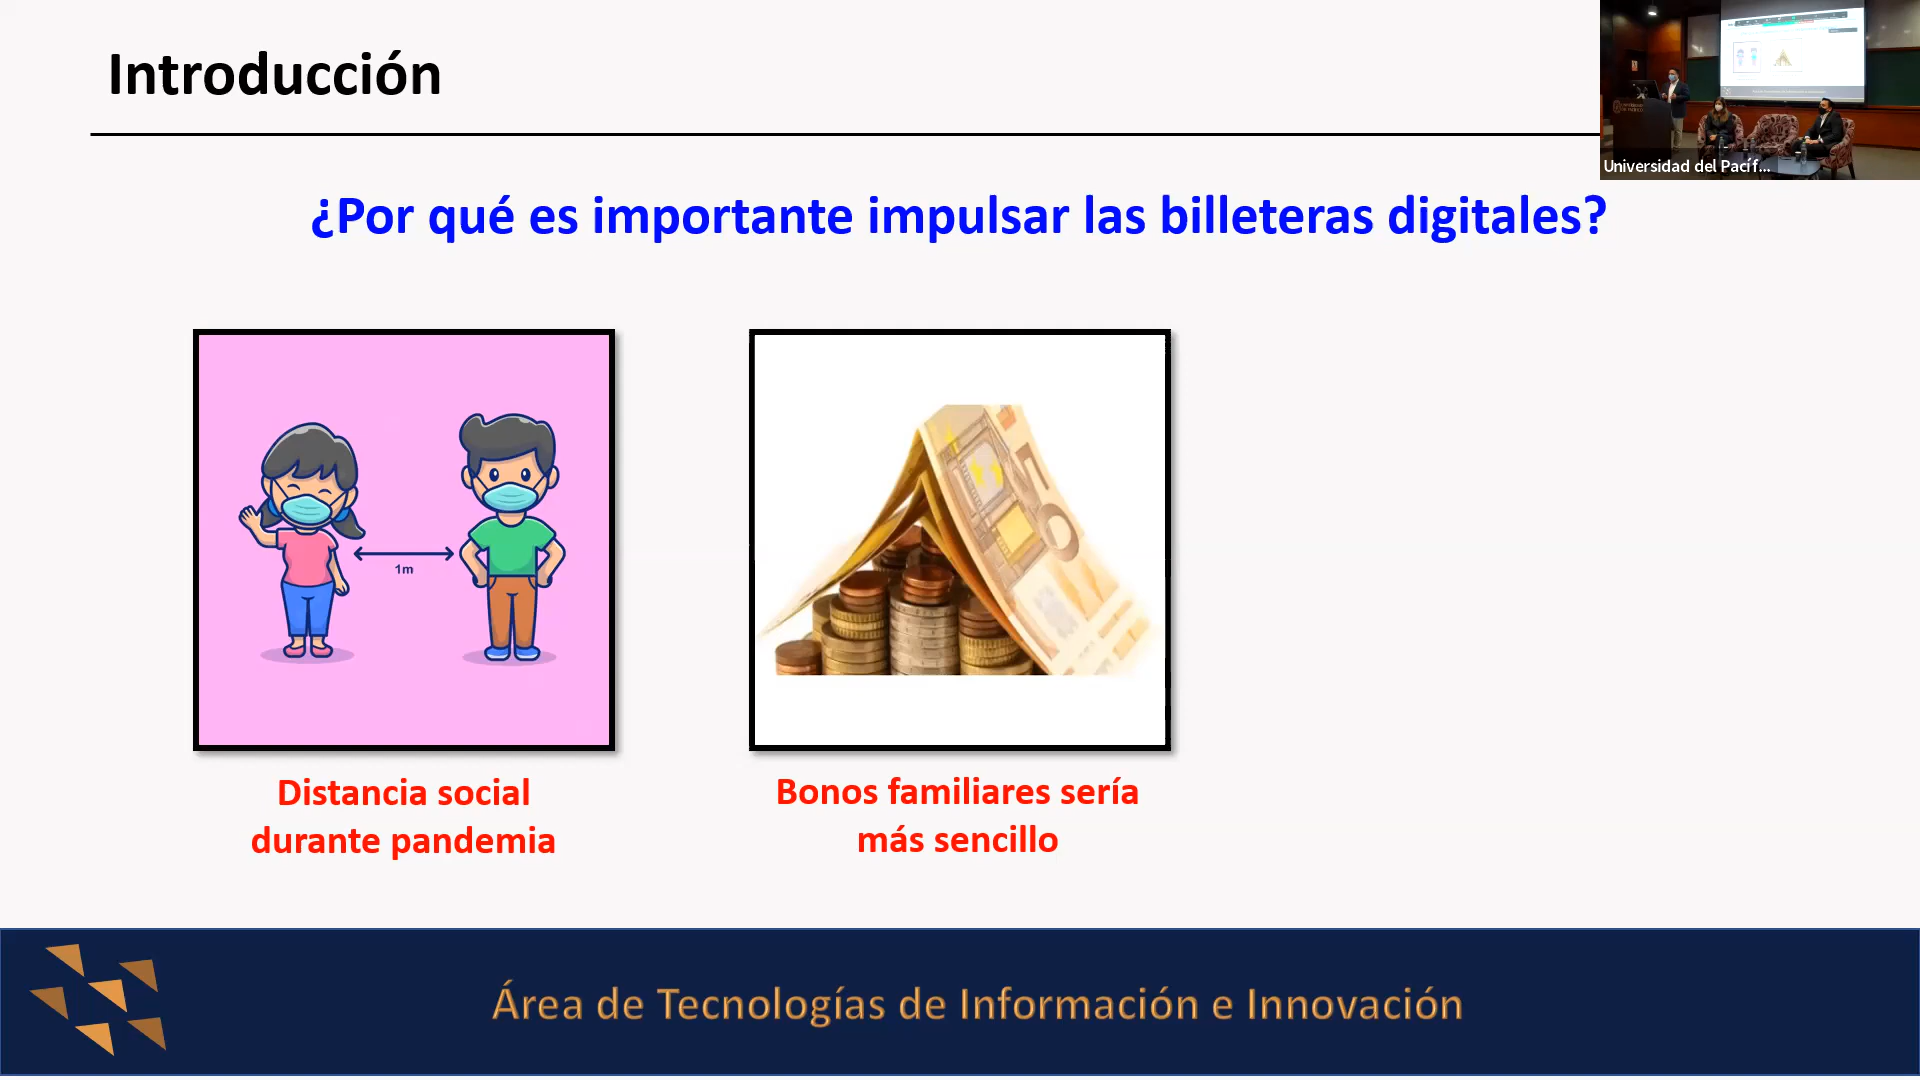 Introducción
Universidad del Pacíf...
¿Por qué es importante impulsar las billeteras digitales?
1m
Distancia social
durante pandemia
Bonos familiares sería
más sencillo
Área de Tecnologías de Información e Innovación